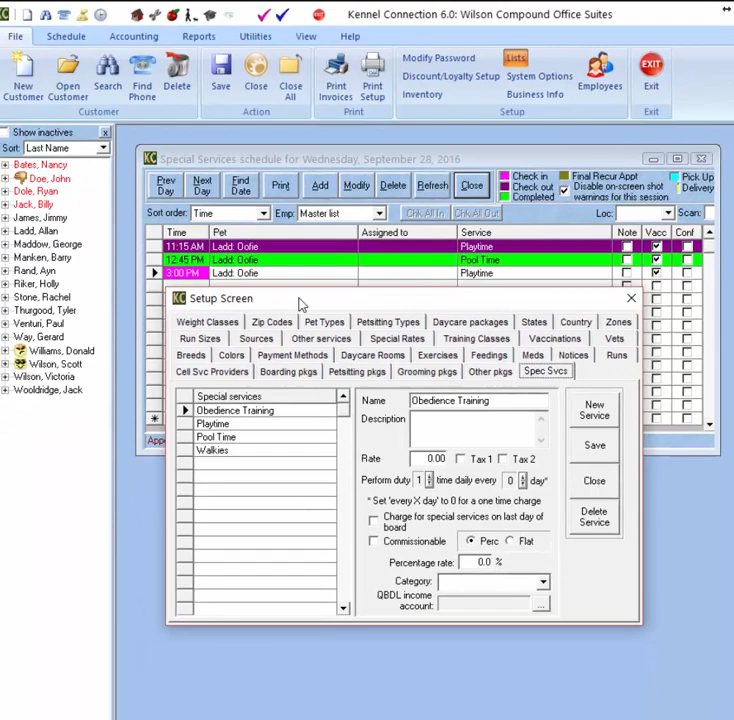 Kennel Connection 6.0: Wilson Compound Office Suites
File Schedule Accounting Reports Utilities View Help
New Customer
Open Customer
Search
Find Phone
Delete
Save
Close
Close All
Print Invoices
Print Setup
Modify Password
Discount/Loyalty Setup
Inventory
Lists
System Options
Business Info
Employees
EXIT
Exit
Customer Action Print Setup Exit
Show inactives x
Sort: Last Name
Bates, Nancy
Doe, John
Dole, Ryan
Jack, Billy
James, Jimmy
Ladd, Allan
Maddow, George
Manken, Barry
Rand, Ayn
Riker, Holly
Stone, Rachel
Thurgood, Tyler
Venturi, Paul
Way, Gerard
Williams, Donald
Wilson, Scott
Wilson, Victoria
Wooldridge, Jack
KC Special Services schedule for Wednesday, September 28, 2016
Prev Day
Next Day
Find Date
Print
Add
Modify
Delete
Refresh
Close
Check in
Check out
Completed
Final Recur Appt
Disable on-screen shot warnings for this session
Pick Up
Delivery
Sort order: Time Emp: Master list Chk All In Chk All Out Loc: Scan:
Time Pet Assigned to Service Note Vacc Conf
11:15 AM Ladd: Oofie Playtime
12:45 PM Ladd: Oofie Pool Time
3:00 PM Ladd: Oofie Playtime
KC Setup Screen
Weight Classes Zip Codes Pet Types Petsitting Types Daycare packages States Country Zones
Run Sizes Sources Other services Special Rates Training Classes Vaccinations Vets
Breeds Colors Payment Methods Daycare Rooms Exercises Feedings Meds Notices Runs
Cell Svc Providers Boarding pkgs Petsitting pkgs Grooming pkgs Other pkgs Spec Svcs
Special services
Obedience Training
Playtime
Pool Time
Walkies
Name Obedience Training
Description
Rate 0.00 Tax 1 Tax 2
Perform duty 1 time daily every 0 day*
* Set 'every X day' to 0 for a one time charge
Charge for special services on last day of
board
Commissionable Perc Flat
Percentage rate: 0.0 %
Category:
QBDL income
account: ...
New Service
Save
Close
Delete Service